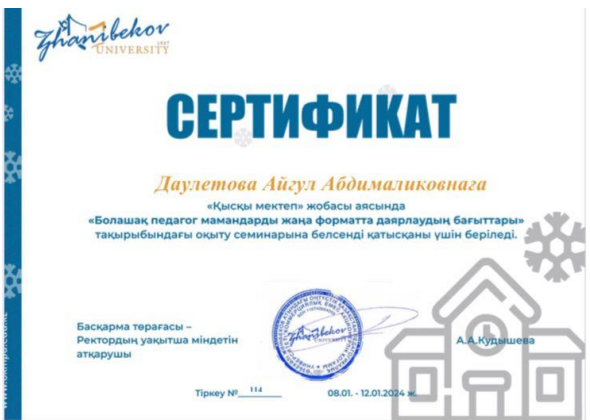 Zhanibekov
1937
UNIVERSITY
СЕРТИФИКАТ
Даулетова Айгул Абдималиковнаға
«Қысқы мектеп» жобасы аясында
«Болашақ педагог мамандарды жаңа форматта даярлаудың бағыттары»
тақырыбындағы оқыту семинарына белсенді қатысқаны үшін беріледі.
Басқарма төрағасы –
Ректордың уақытша міндетін
атқарушы
Zhanibekov
А.А.Кудышева
Тіркеу №  114
08.01. - 12.01.2024 ж.